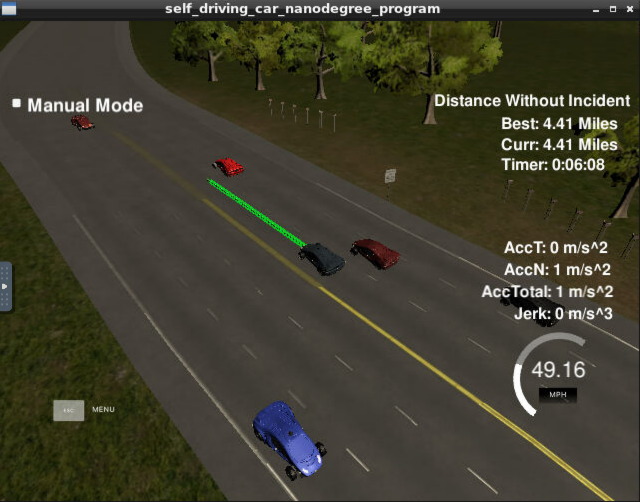 self_driving_car_nanodegree_program
Manual Mode
Distance Without Incident
Best: 4.41 Miles
Curr: 4.41 Miles
Timer: 0:06:08
AccT: 0 m/s^2
AccN: 1 m/s^2
AccTotal: 1 m/s^2
Jerk: 0 m/s^3
49.16
MPH
ESC MENU